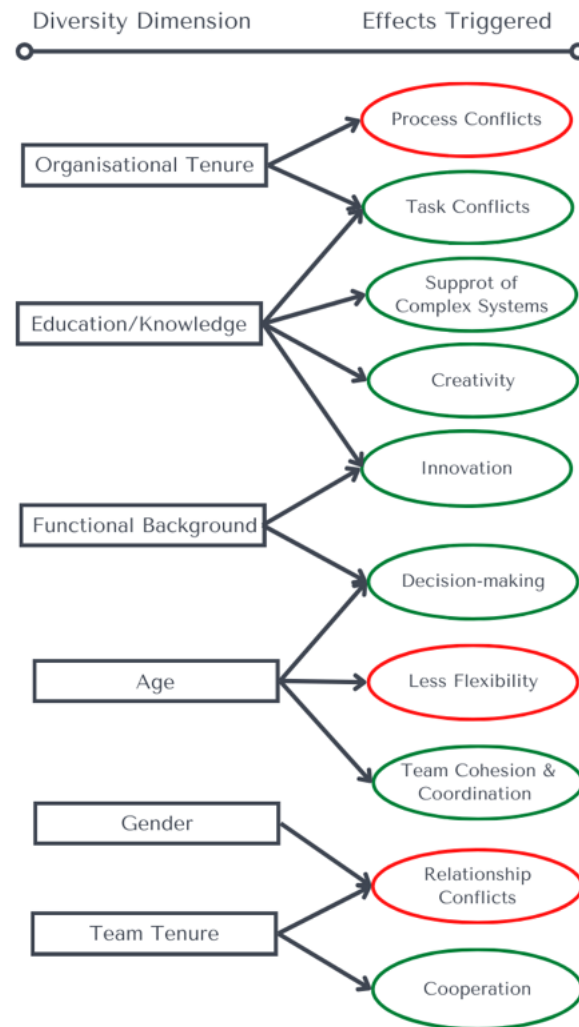 Diversity Dimension
Effects Triggered
Process Conflicts
Organisational Tenure
Task Conflicts
Supprot of
Complex Systems
Education/Knowledge
Creativity
Innovation
Functional Background
Decision-making
Age
Less Flexibility
Team Cohesion &
Coordination
Gender
Relationship
Conflicts
Team Tenure
Cooperation